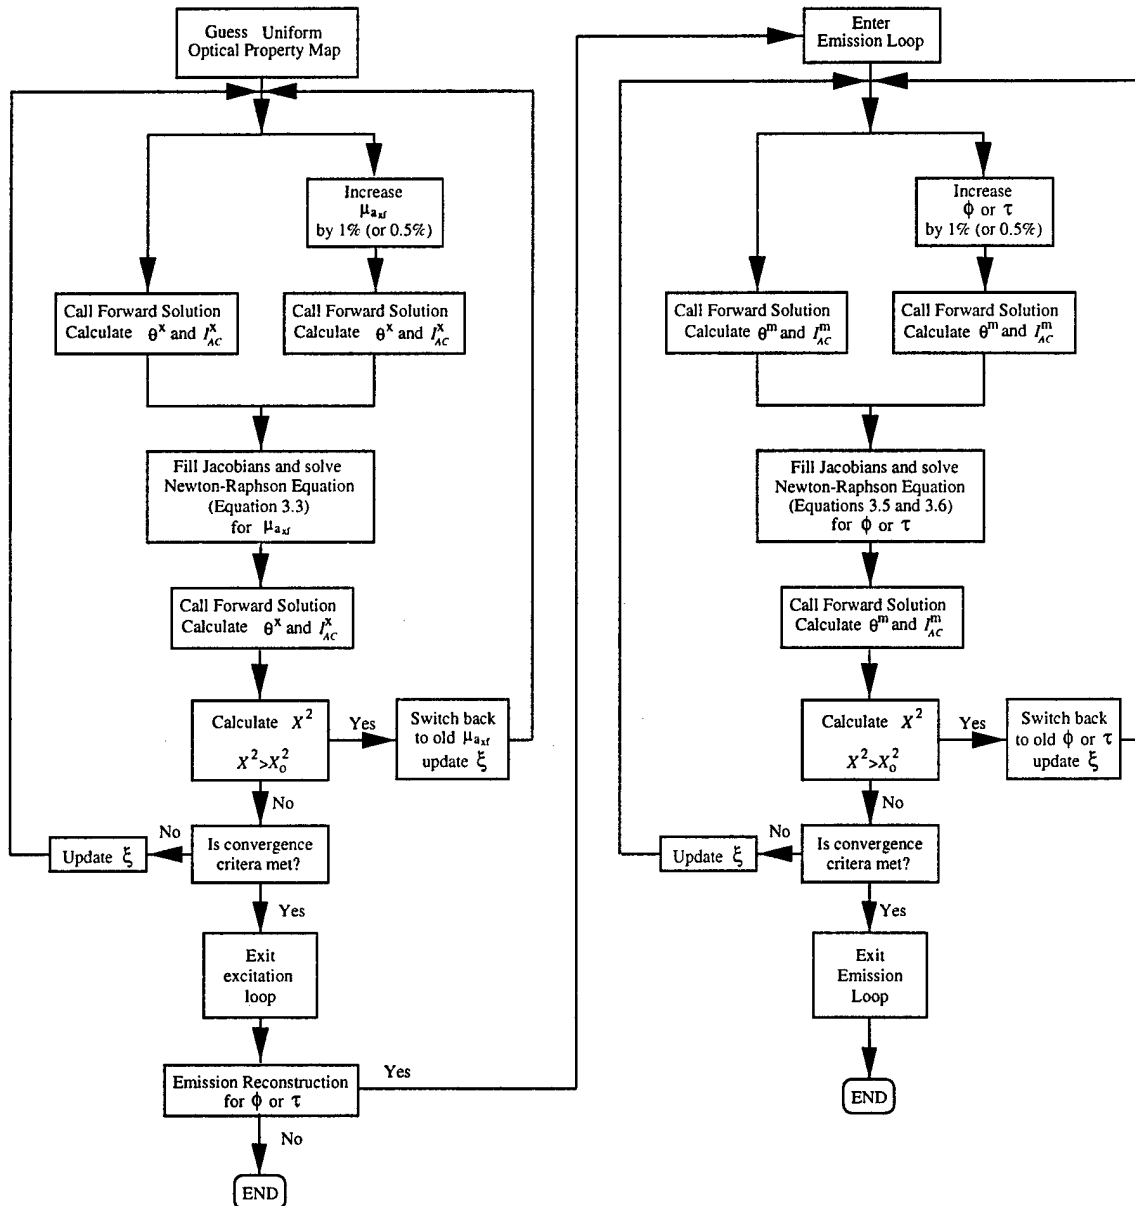 Guess Uniform
Optical Property Map
Increase
μaxf
by 1% (or 0.5%)
Call Forward Solution
Calculate θˣ and IˣAC
Call Forward Solution
Calculate θˣ and IˣAC
Fill Jacobians and solve
Newton-Raphson Equation
(Equation 3.3)
for μaxf
Call Forward Solution
Calculate θˣ and IˣAC
Calculate X²
X²>Xo²
Yes
Switch back
to old μaxf
update ξ
No
Is convergence
critera met?
No
Update ξ
Yes
Exit
excitation
loop
Emission Reconstruction
for ϕ or τ
Yes
No
END
Enter
Emission Loop
Increase
ϕ or τ
by 1% (or 0.5%)
Call Forward Solution
Calculate θᵐ and IᵐAC
Call Forward Solution
Calculate θᵐ and IᵐAC
Fill Jacobians and solve
Newton-Raphson Equation
(Equations 3.5 and 3.6)
for ϕ or τ
Call Forward Solution
Calculate θᵐ and IᵐAC
Calculate X²
X²>Xo²
Yes
Switch back
to old ϕ or τ
update ξ
No
Is convergence
critera met?
No
Update ξ
Yes
Exit
Emission
Loop
END